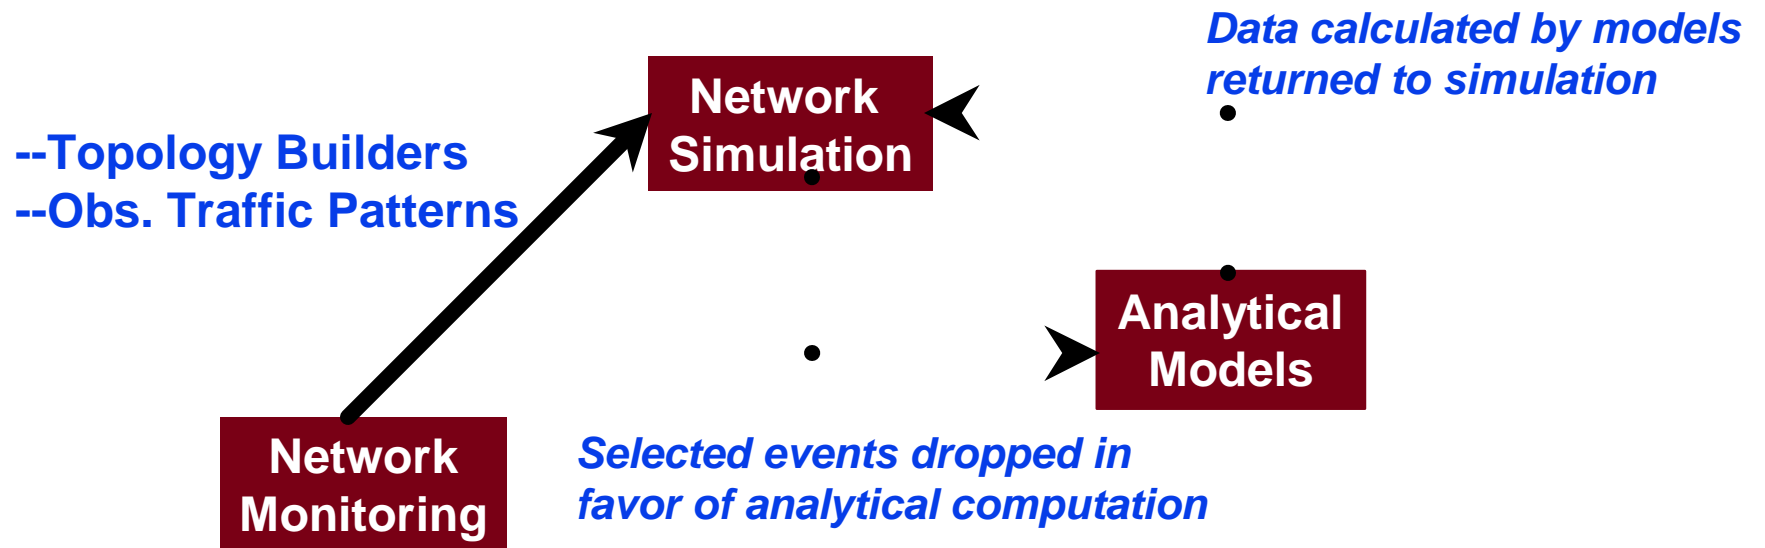 Data calculated by models
returned to simulation
Network
Simulation
--Topology Builders
--Obs. Traffic Patterns
Analytical
Models
Network
Monitoring
Selected events dropped in
favor of analytical computation